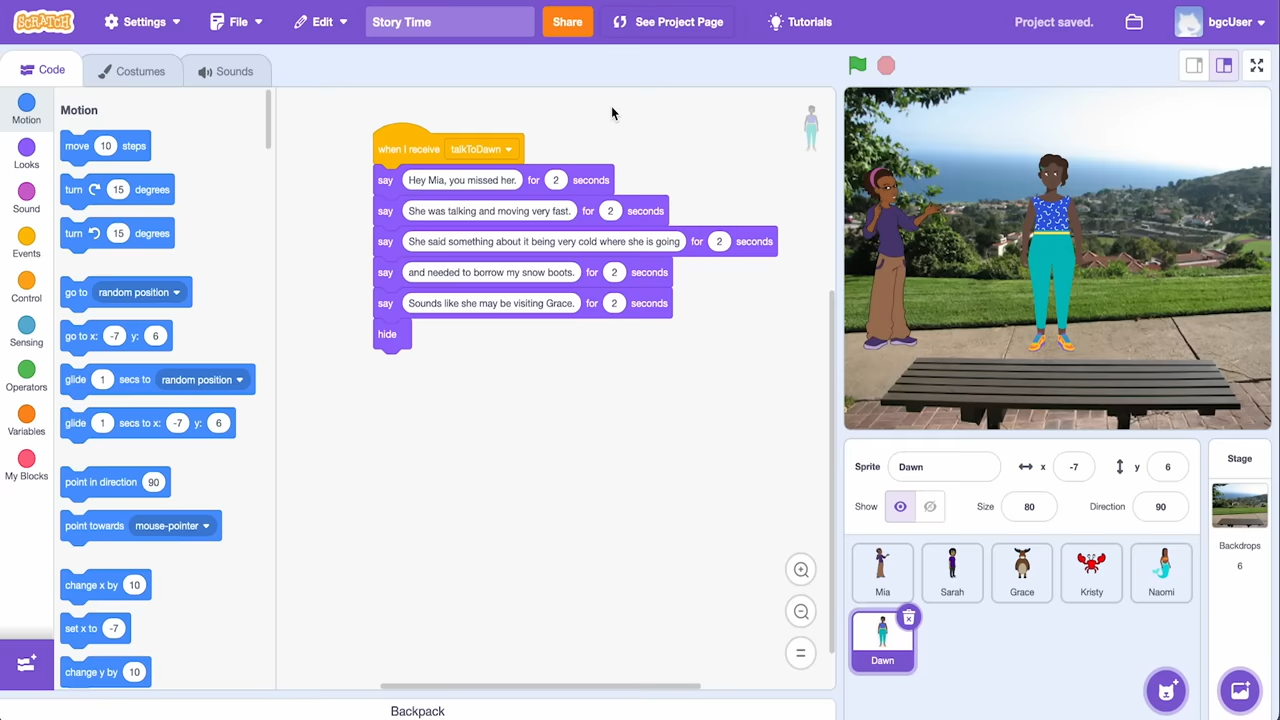 SCRATCH Settings File Edit Story Time Share See Project Page Tutorials Project saved. bgcUser
Code Costumes Sounds
Motion
Looks
Sound
Events
Control
Sensing
Operators
Variables
My Blocks
Motion
move 10 steps
turn 15 degrees
turn 15 degrees
go to random position
go to x: -7 y: 6
glide 1 secs to random position
glide 1 secs to x: -7 y: 6
point in direction 90
point towards mouse-pointer
change x by 10
set x to -7
change y by 10
when I receive talkToDawn
say Hey Mia, you missed her. for 2 seconds
say She was talking and moving very fast. for 2 seconds
say She said something about it being very cold where she is going for 2 seconds
say and needed to borrow my snow boots. for 2 seconds
say Sounds like she may be visiting Grace. for 2 seconds
hide
Backpack
Sprite Dawn x -7 y 6
Show Size 80 Direction 90
Mia Sarah Grace Kristy Naomi
Dawn
Stage
Backdrops
6